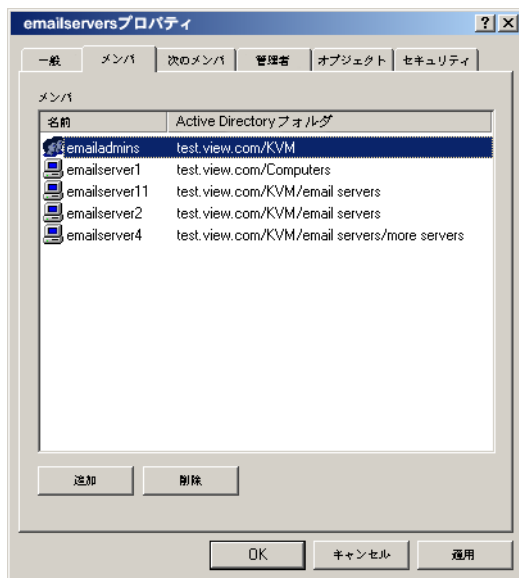 emailserversプロパティ
一般 メンバ 次のメンバ 管理者 オブジェクト セキュリティ
メンバ
名前 Active Directoryフォルダ
emailadmins test.view.com/KVM
emailserver1 test.view.com/Computers
emailserver11 test.view.com/KVM/email servers
emailserver2 test.view.com/KVM/email servers
emailserver4 test.view.com/KVM/email servers/more servers
追加 削除
OK キャンセル 適用